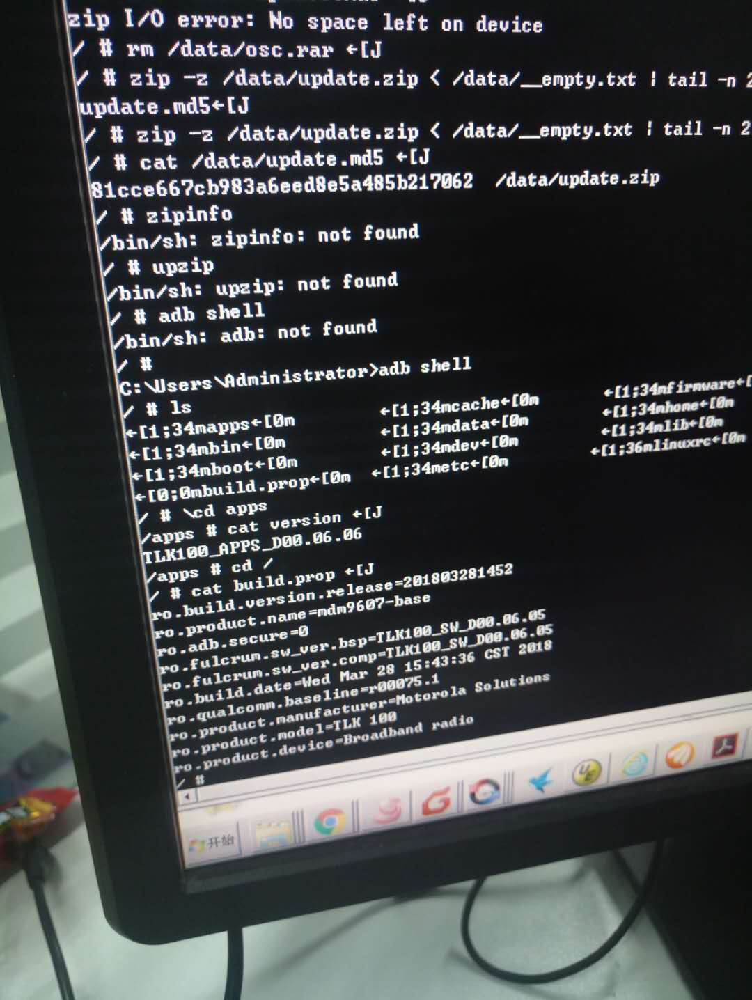 zip I/O error: No space left on device
/ # rm /data/osc.rar ←[J
/ # zip -z /data/update.zip < /data/__empty.txt | tail -n 2
update.md5←[J
/ # zip -z /data/update.zip < /data/__empty.txt | tail -n 2
/ # cat /data/update.md5 ←[J
81cce667cb983a6eed8e5a485b217062  /data/update.zip
/ # zipinfo
/bin/sh: zipinfo: not found
/ # upzip
/bin/sh: upzip: not found
/ # adb shell
/bin/sh: adb: not found
/ #
C:\Users\Administrator>adb shell
/ # ls
←[1;34mapps←[0m ←[1;34mcache←[0m ←[1;34mfirmware←[
←[1;34mbin←[0m ←[1;34mdata←[0m ←[1;34mhome←[0m
←[1;34mboot←[0m ←[1;34mdev←[0m ←[1;34mlib←[0m
←[0;0mbuild.prop←[0m ←[1;34metc←[0m ←[1;36mlinuxrc←[0m
/ # \cd apps
/apps # cat version ←[J
TLK100_APPS_D00.06.06
/apps # cd /
/ # cat build.prop ←[J
ro.build.version.release=201803281452
ro.product.name=mdm9607-base
ro.adb.secure=0
ro.fulcrum.sw_ver.bsp=TLK100_SW_D00.06.05
ro.fulcrum.sw_ver.comp=TLK100_SW_D00.06.05
ro.build.date=Wed Mar 28 15:43:36 CST 2018
ro.qualcomm.baseline=r00075.1
ro.product.manufacturer=Motorola Solutions
ro.product.model=TLK 100
ro.product.device=Broadband radio
/ #
开始